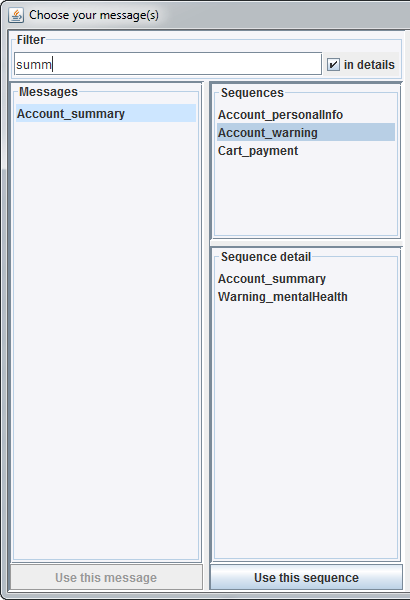 Choose your message(s)
Filter
summ
in details
Messages
Account_summary
Sequences
Account_personalInfo
Account_warning
Cart_payment
Sequence detail
Account_summary
Warning_mentalHealth
Use this message
Use this sequence